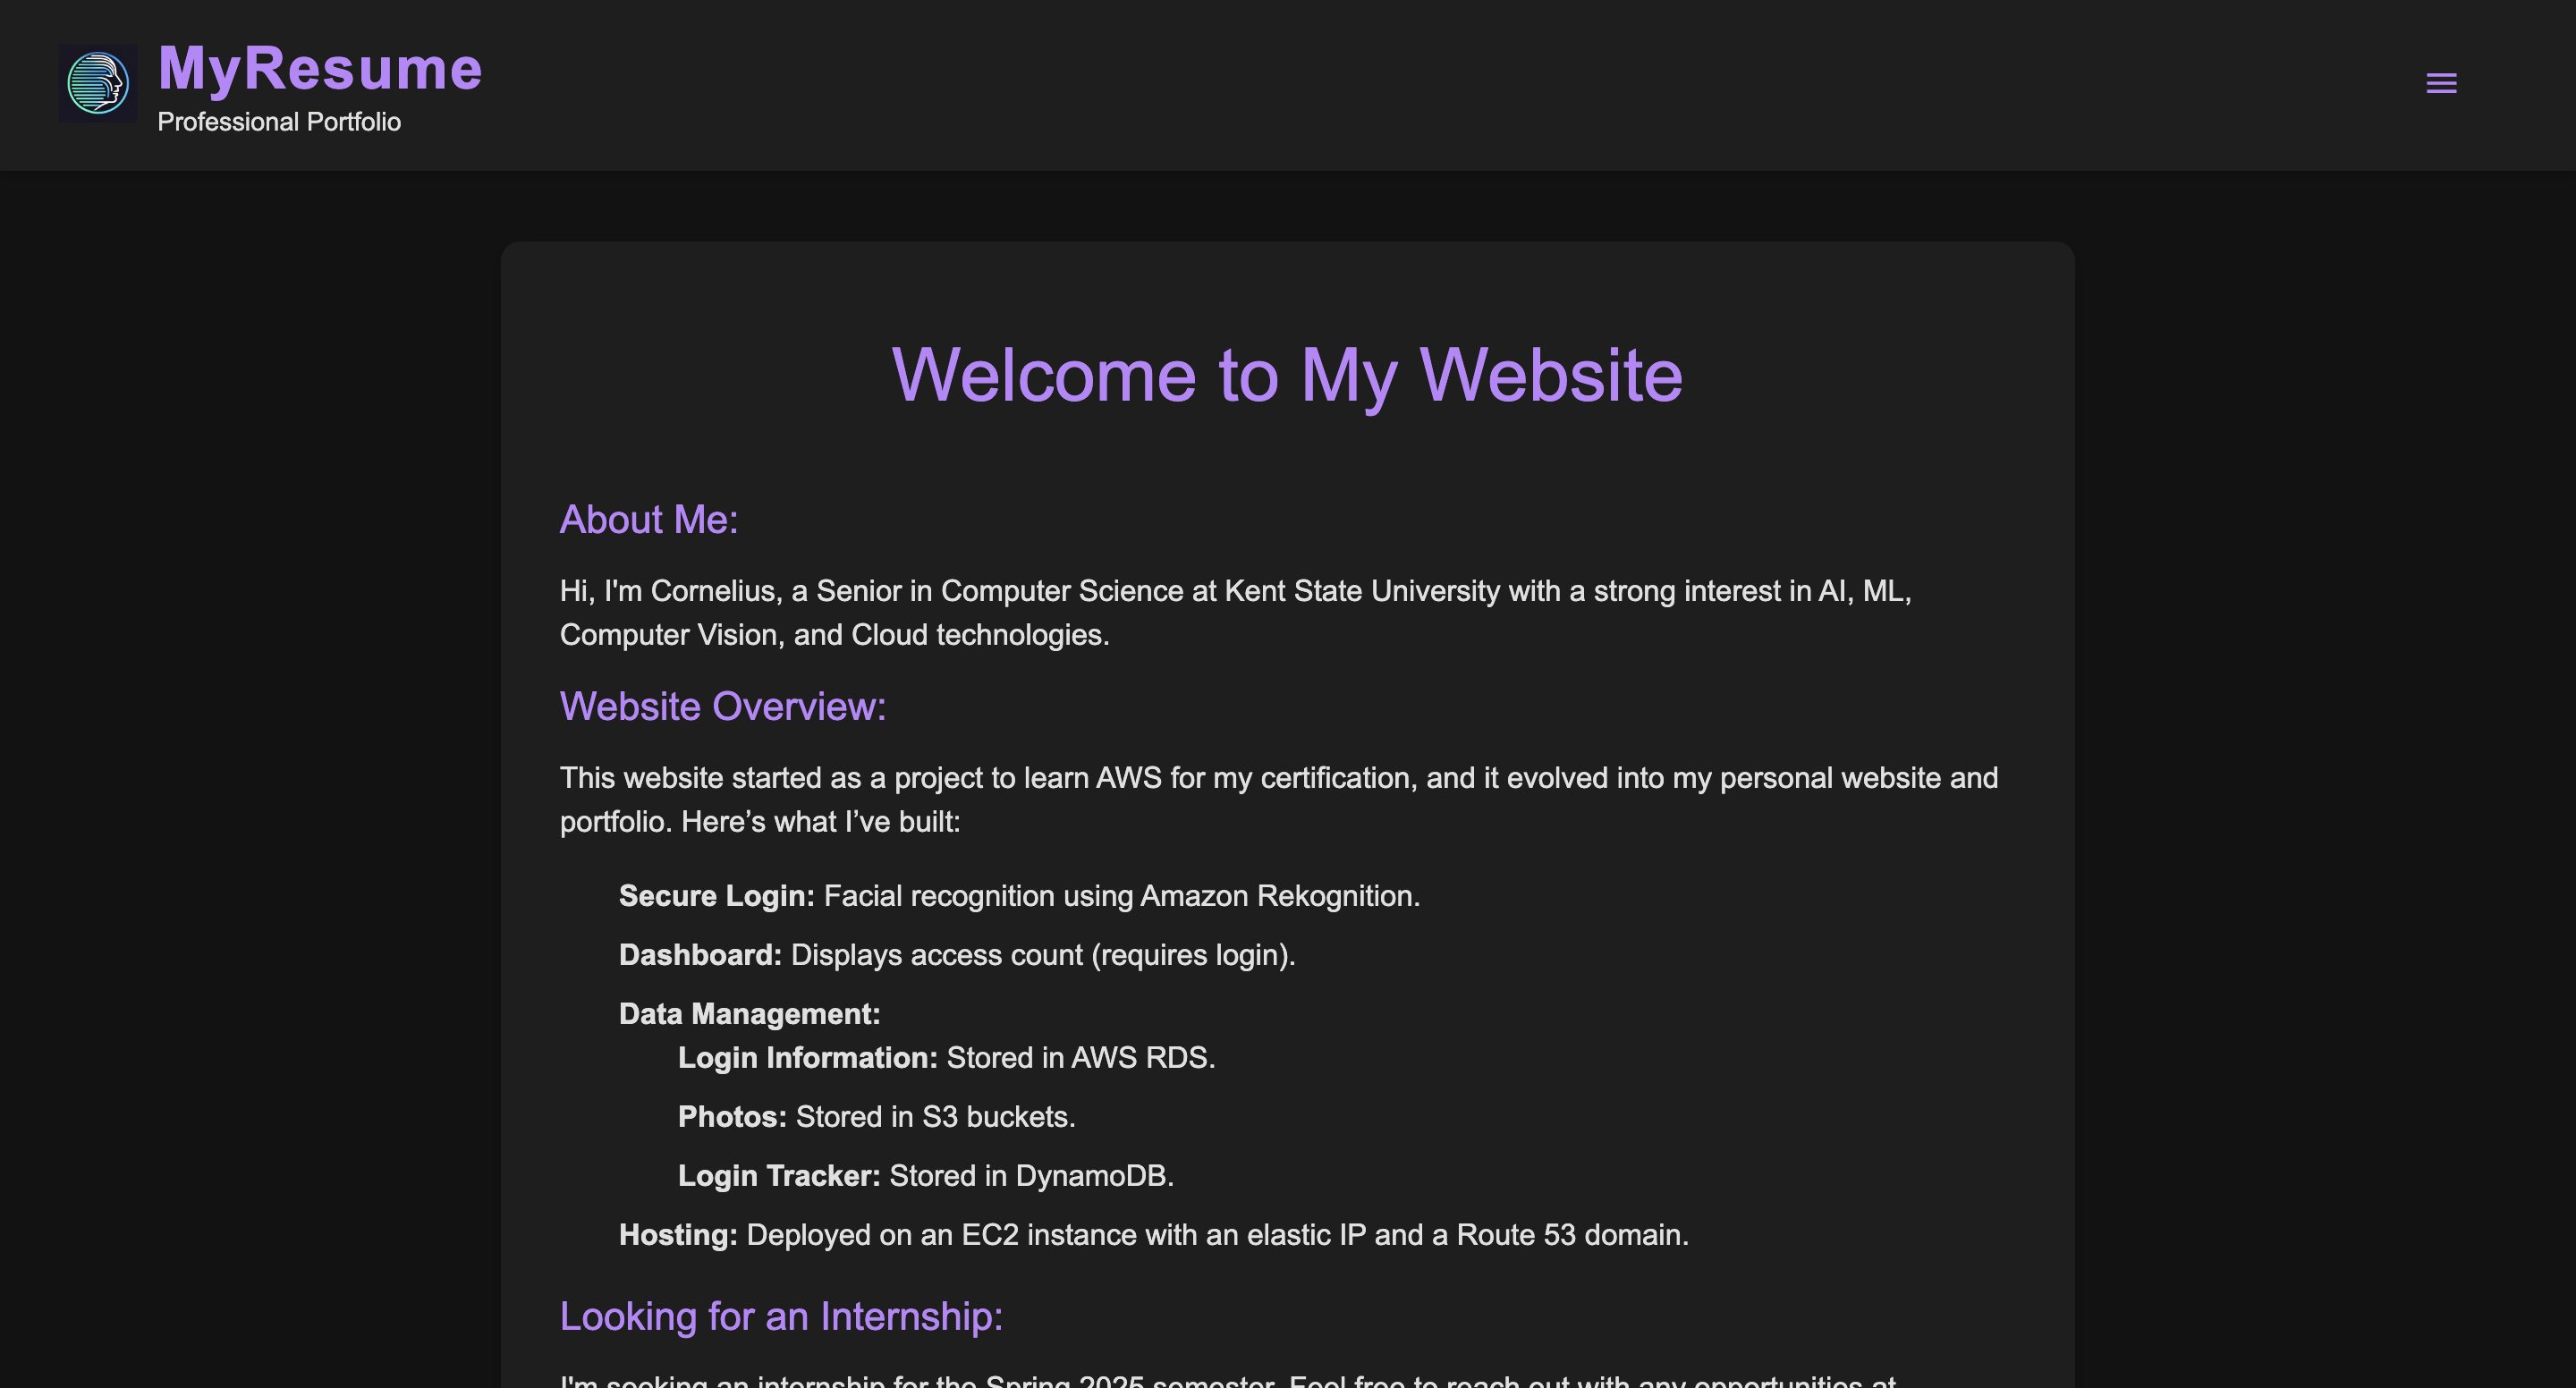 MyResume
Professional Portfolio
Welcome to My Website
About Me:
Hi, I'm Cornelius, a Senior in Computer Science at Kent State University with a strong interest in AI, ML,
Computer Vision, and Cloud technologies.
Website Overview:
This website started as a project to learn AWS for my certification, and it evolved into my personal website and
portfolio. Here’s what I’ve built:
Secure Login: Facial recognition using Amazon Rekognition.
Dashboard: Displays access count (requires login).
Data Management:
Login Information: Stored in AWS RDS.
Photos: Stored in S3 buckets.
Login Tracker: Stored in DynamoDB.
Hosting: Deployed on an EC2 instance with an elastic IP and a Route 53 domain.
Looking for an Internship:
I'm seeking an internship for the Spring 2025 semester. Feel free to reach out with any opportunities at